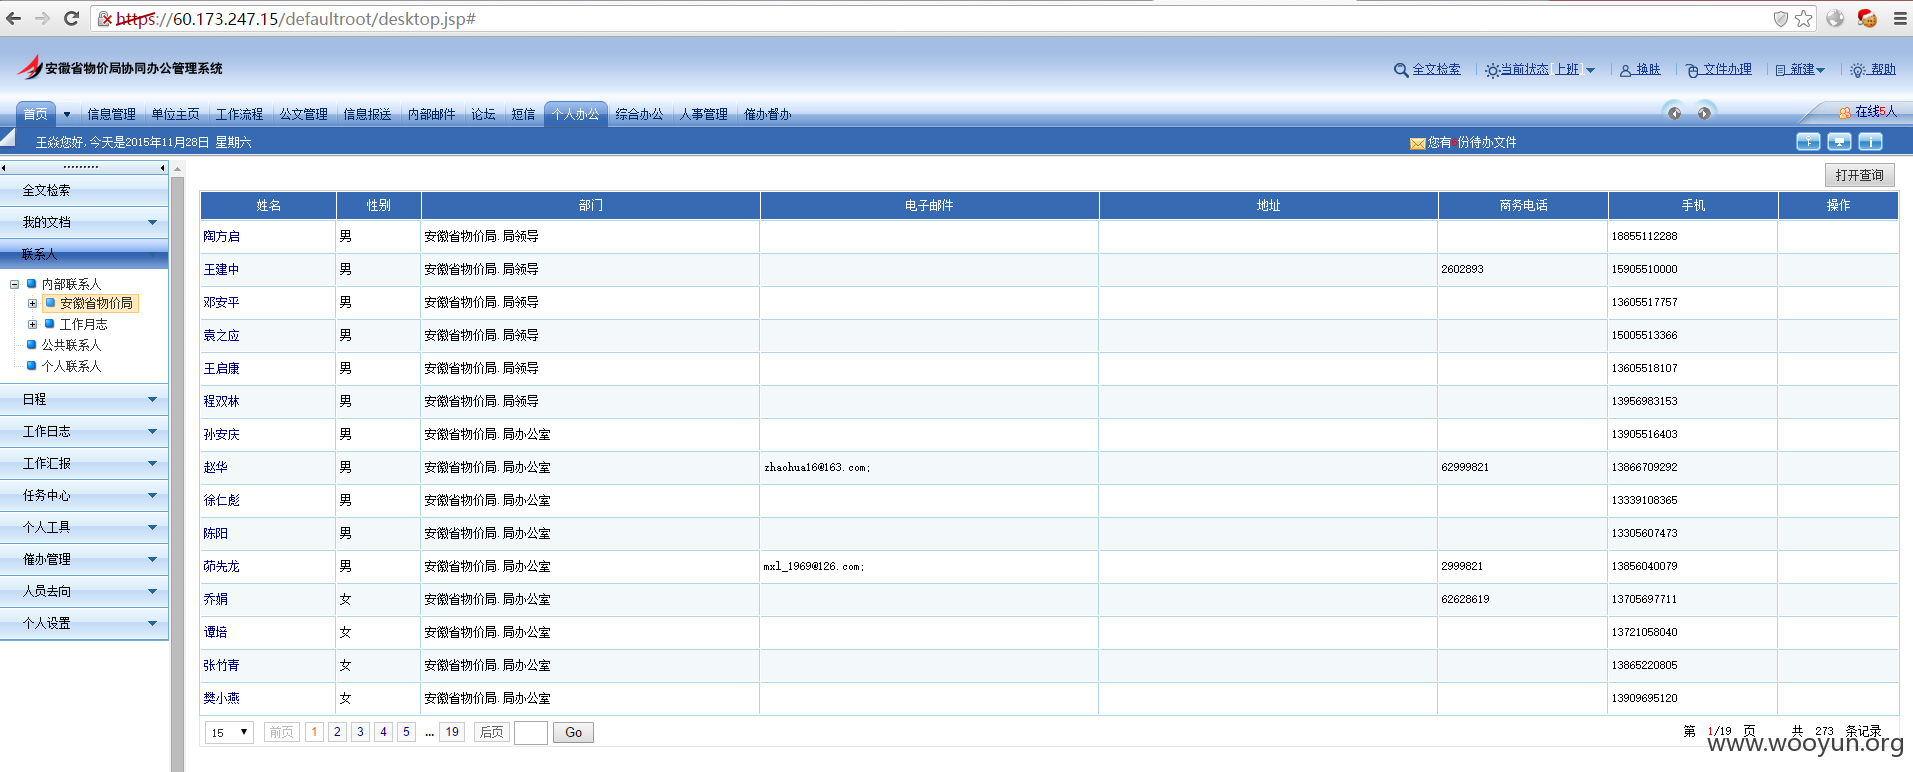 https://60.173.247.15/defaultroot/desktop.jsp#
安徽省物价局协同办公管理系统
全文检索 当前状态[上班] 换肤 文件办理 新建 帮助
首页 信息管理 单位主页 工作流程 公文管理 信息报送 内部邮件 论坛 短信 个人办公 综合办公 人事管理 催办督办 在线5人
王焱您好,今天是2015年11月28日 星期六 您有 份待办文件
全文检索
我的文档
联系人
内部联系人
安徽省物价局
工作月志
公共联系人
个人联系人
日程
工作日志
工作汇报
任务中心
个人工具
催办管理
人员去向
个人设置
打开查询
姓名 性别 部门 电子邮件 地址 商务电话 手机 操作
陶方启 男 安徽省物价局.局领导 18855112288
王建中 男 安徽省物价局.局领导 2602893 15905510000
邓安平 男 安徽省物价局.局领导 13605517757
袁之应 男 安徽省物价局.局领导 15005513366
王启康 男 安徽省物价局.局领导 13605518107
程双林 男 安徽省物价局.局领导 13956983153
孙安庆 男 安徽省物价局.局办公室 13905516403
赵华 男 安徽省物价局.局办公室 zhaohua16@163.com; 62999821 13866709292
徐仁彪 男 安徽省物价局.局办公室 13339108365
陈阳 男 安徽省物价局.局办公室 13305607473
茆先龙 男 安徽省物价局.局办公室 mxl_1969@126.com; 2999821 13856040079
乔娟 女 安徽省物价局.局办公室 62628619 13705697711
谭培 女 安徽省物价局.局办公室 13721058040
张竹青 女 安徽省物价局.局办公室 13865220805
樊小燕 女 安徽省物价局.局办公室 13909695120
15 前页 1 2 3 4 5 ... 19 后页 Go 第 1/19 页 共 273 条记录
www.wooyun.org